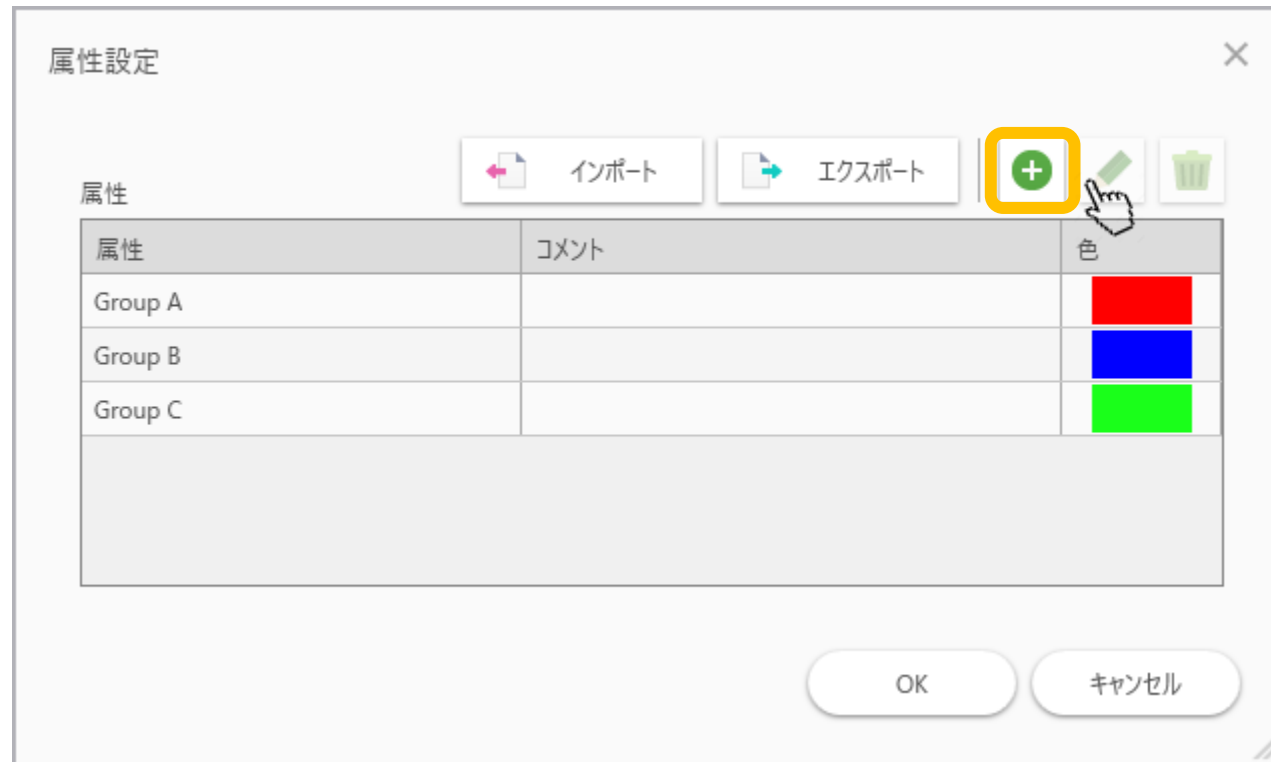 属性設定
インポート
エクスポート
属性
属性 コメント 色
Group A
Group B
Group C
OK キャンセル